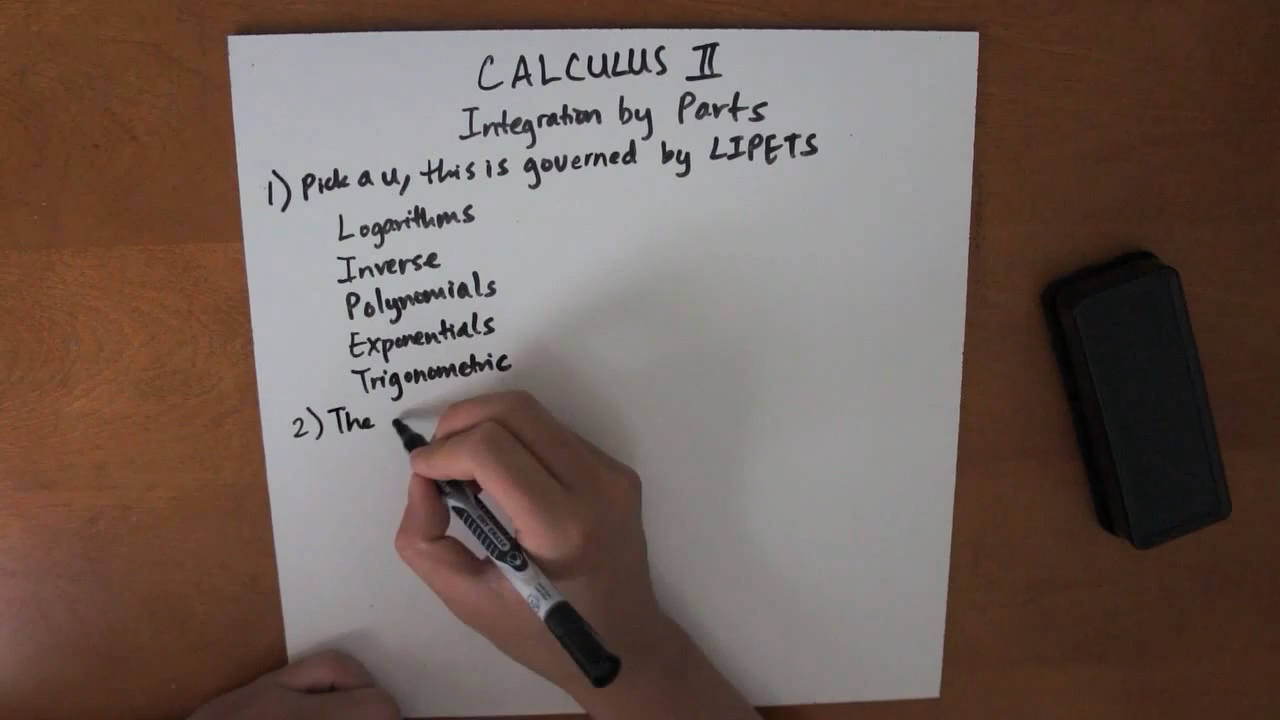 CALCULUS II
Integration by Parts
1) Pick a u, this is governed by LIPETS
Logarithms
Inverse
Polynomials
Exponentials
Trigonometric
2) The